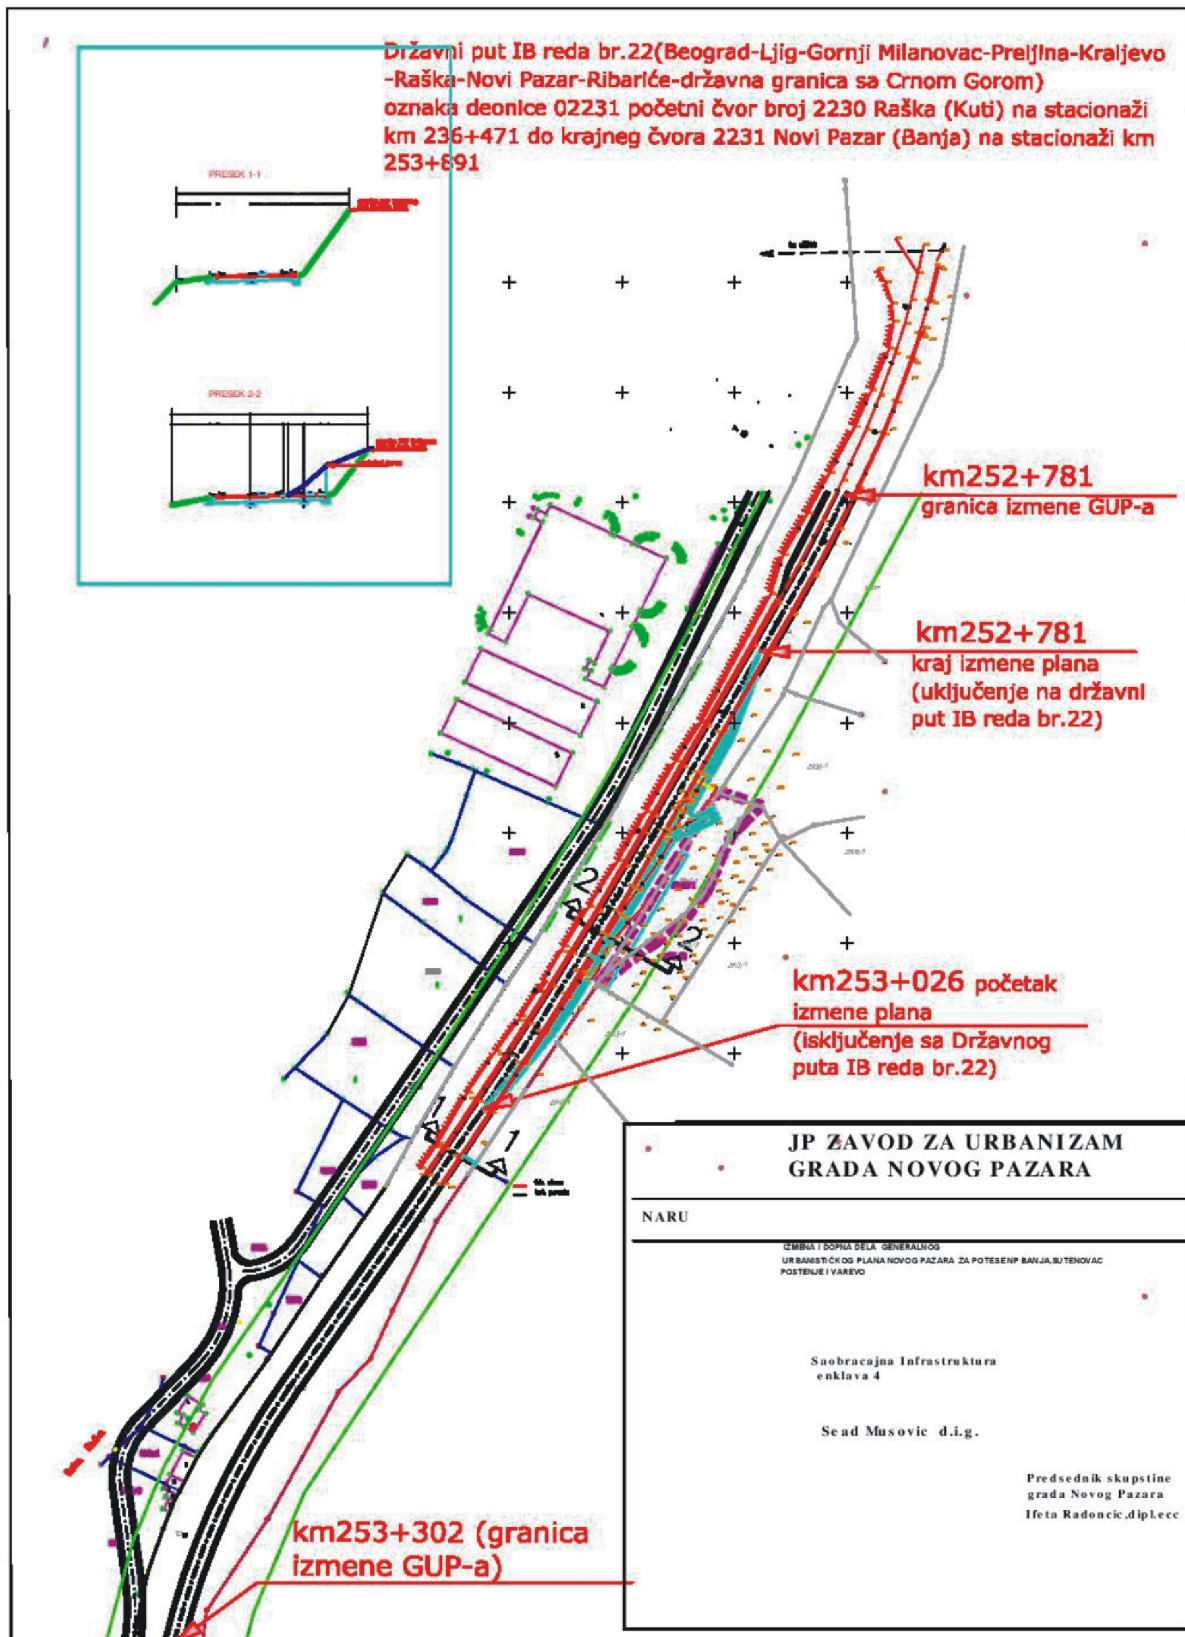 Državni put IB reda br.22(Beograd-Ljig-Gornji Milanovac-Preljina-Kraljevo
-Raška-Novi Pazar-Ribariće-državna granica sa Crnom Gorom)
oznaka deonice 02231 početni čvor broj 2230 Raška (Kuti) na stacionaži
km 236+471 do krajneg čvora 2231 Novi Pazar (Banja) na stacionaži km
253+891
PRESEK 1-1
PRESEK 2-2
km252+781
granica izmene GUP-a
km252+781
kraj izmene plana
(uključenje na državni
put IB reda br.22)
2
2
km253+026 početak
izmene plana
(isključenje sa Državnog
puta IB reda br.22)
1
1
JP ZAVOD ZA URBANIZAM
GRADA NOVOG PAZARA
NARU
IZMENA I DOPNA DELA GENERALNOG
URBANISTIČKOG PLANA NOVOG PAZARA ZA POTESE NP BANJA,SUTENOVAC
POSTENJE I VAREVO
Saobracajna Infrastruktura
enklava 4
Sead Musovic d.i.g.
Predsednik skupstine
grada Novog Pazara
Ifeta Radoncic,dipl.ecc
km253+302 (granica
izmene GUP-a)